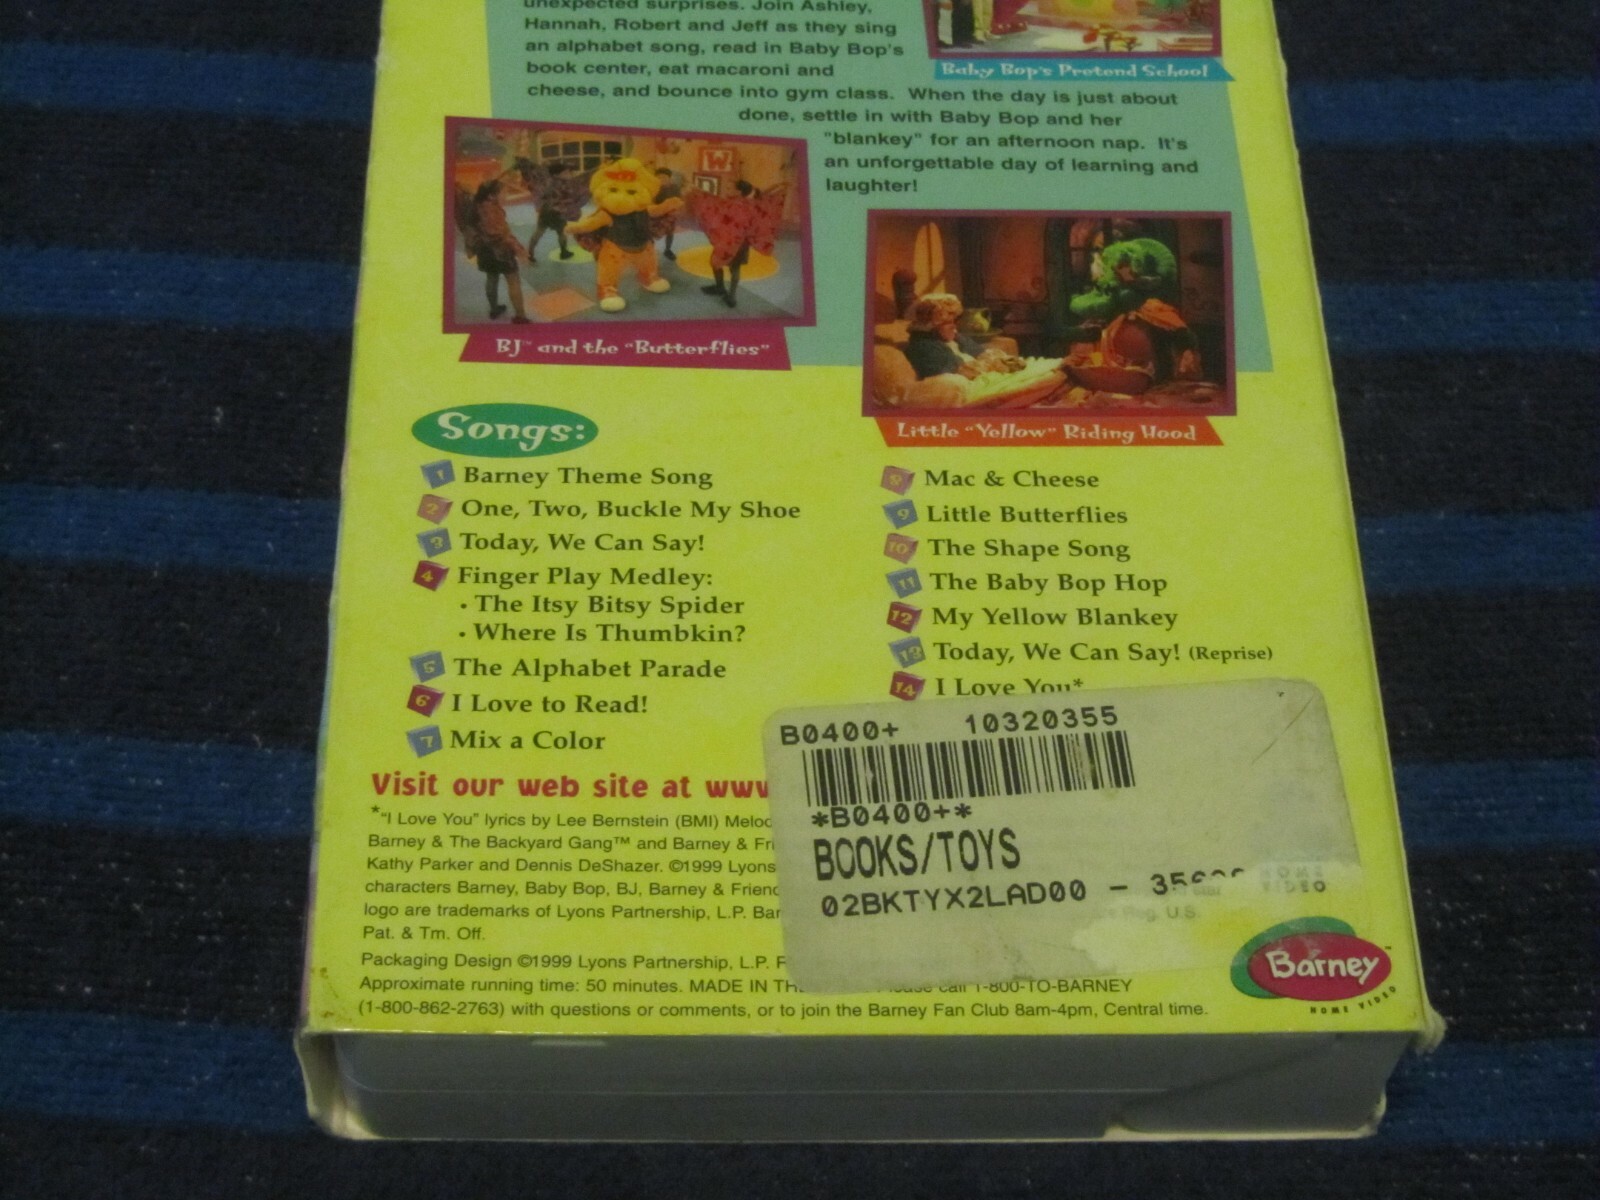 unexpected surprises. Join Ashley,
Hannah, Robert and Jeff as they sing
an alphabet song, read in Baby Bop's
book center, eat macaroni and
cheese, and bounce into gym class. When the day is just about
done, settle in with Baby Bop and her
"blankey" for an afternoon nap. It's
an unforgettable day of learning and
laughter!
Baby Bop's Pretend School
W
BJ™ and the "Butterflies"
Little "Yellow" Riding Hood
Songs:
1 Barney Theme Song
2 One, Two, Buckle My Shoe
3 Today, We Can Say!
4 Finger Play Medley:
• The Itsy Bitsy Spider
• Where Is Thumbkin?
5 The Alphabet Parade
6 I Love to Read!
7 Mix a Color
8 Mac & Cheese
9 Little Butterflies
10 The Shape Song
11 The Baby Bop Hop
12 My Yellow Blankey
13 Today, We Can Say! (Reprise)
14 I Love You*
B0400+ 10320355
*B0400+*
BOOKS/TOYS
02BKTYX2LAD00 -
Visit our web site at www
*"I Love You" lyrics by Lee Bernstein (BMI)
Barney & The Backyard Gang™ and Barney &
Kathy Parker and Dennis DeShazer. ©1999 Lyons
characters Barney, Baby Bop, BJ, Barney &
logo are trademarks of Lyons Partnership, L.P.
Reg. U.S.
Pat. & Tm. Off.
Packaging Design ©1999 Lyons Partnership, L.P.
Approximate running time: 50 minutes. MADE IN call 1-800-TO-BARNEY
(1-800-862-2763) with questions or comments, or to join the Barney Fan Club 8am-4pm, Central time.
Barney™
HOME VIDEO